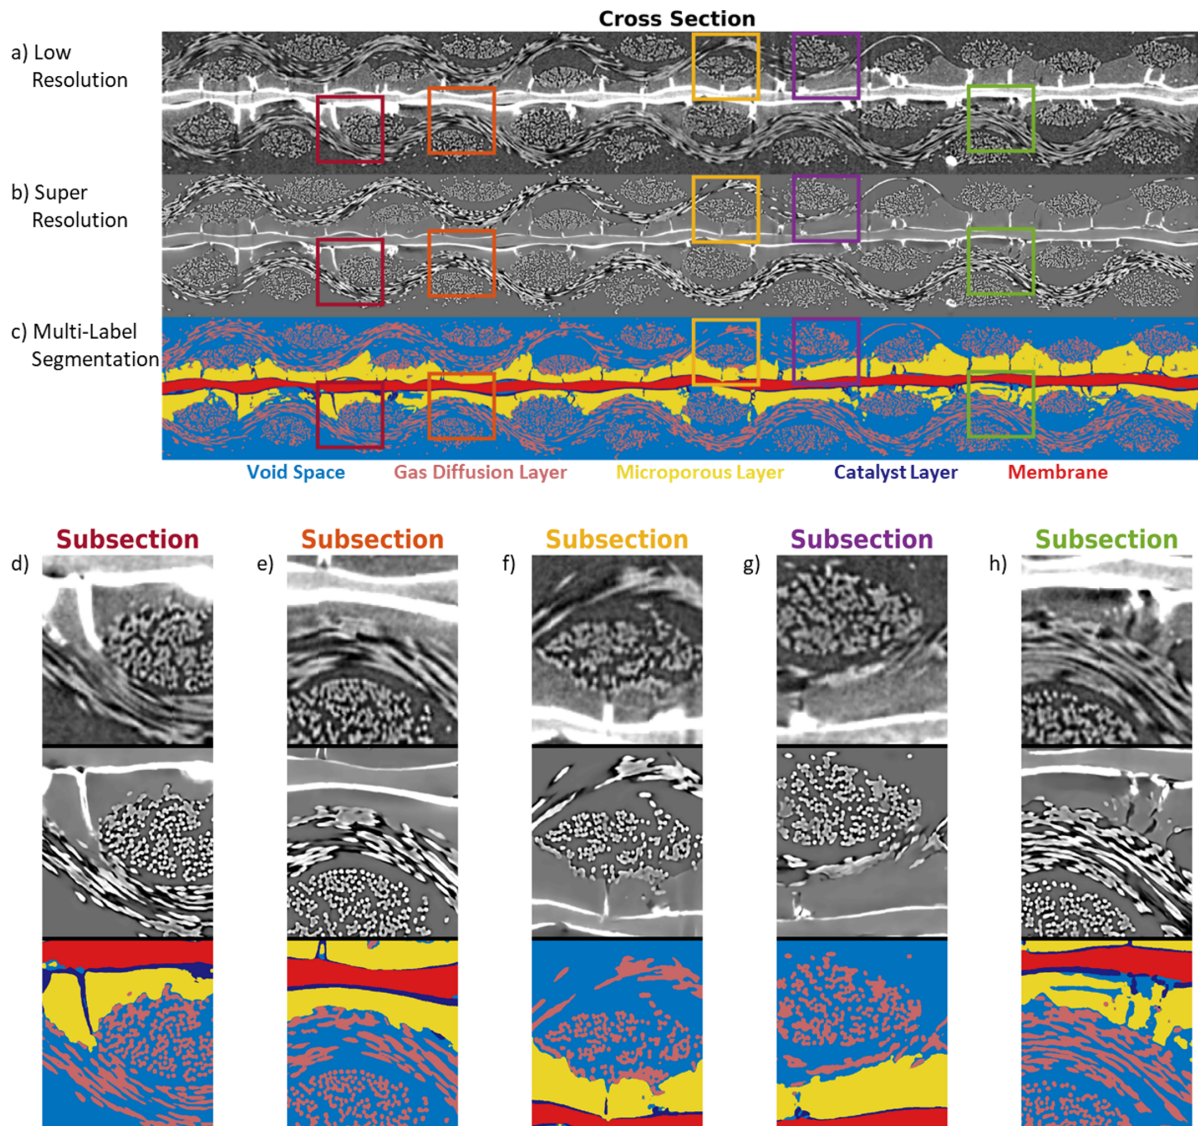 Cross Section
a) Low
Resolution
b) Super
Resolution
c) Multi-Label
Segmentation
Void Space Gas Diffusion Layer Microporous Layer Catalyst Layer Membrane
d) Subsection e) Subsection f) Subsection g) Subsection h) Subsection